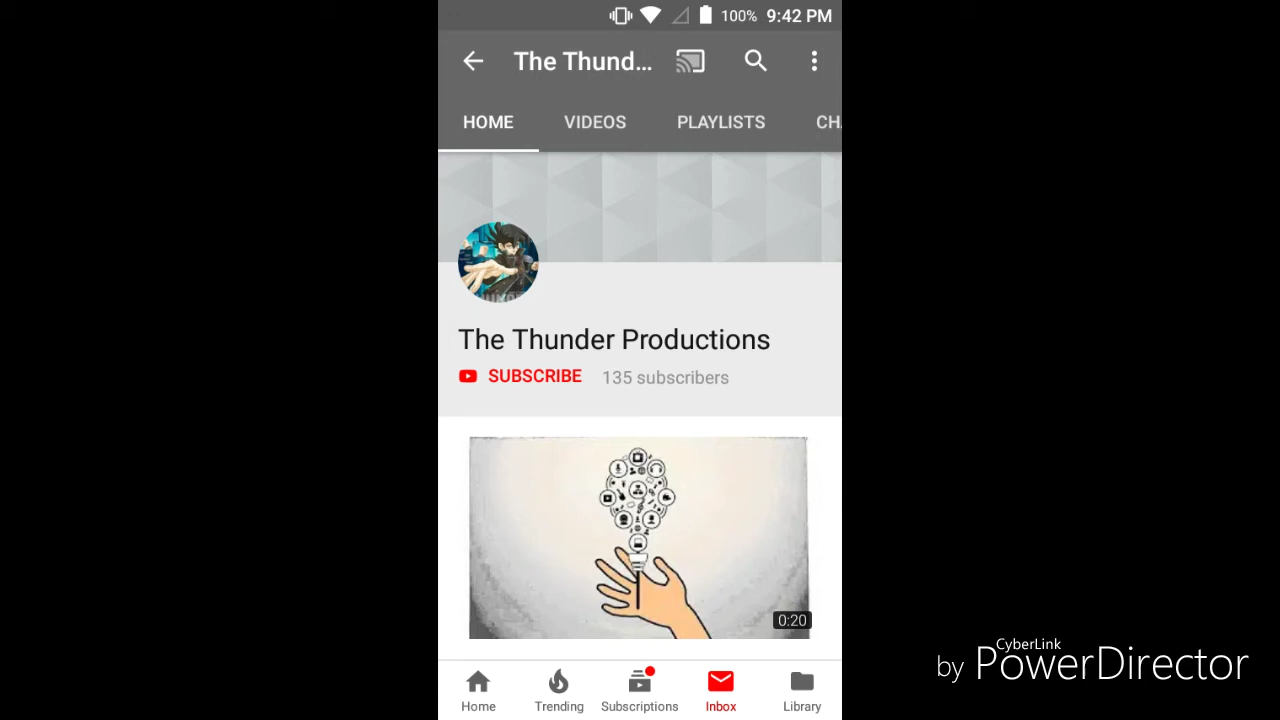 100% 9:42 PM
The Thund...
HOME VIDEOS PLAYLISTS CH
The Thunder Productions
SUBSCRIBE 135 subscribers
0:20
CyberLink
by PowerDirector
Home Trending Subscriptions Inbox Library